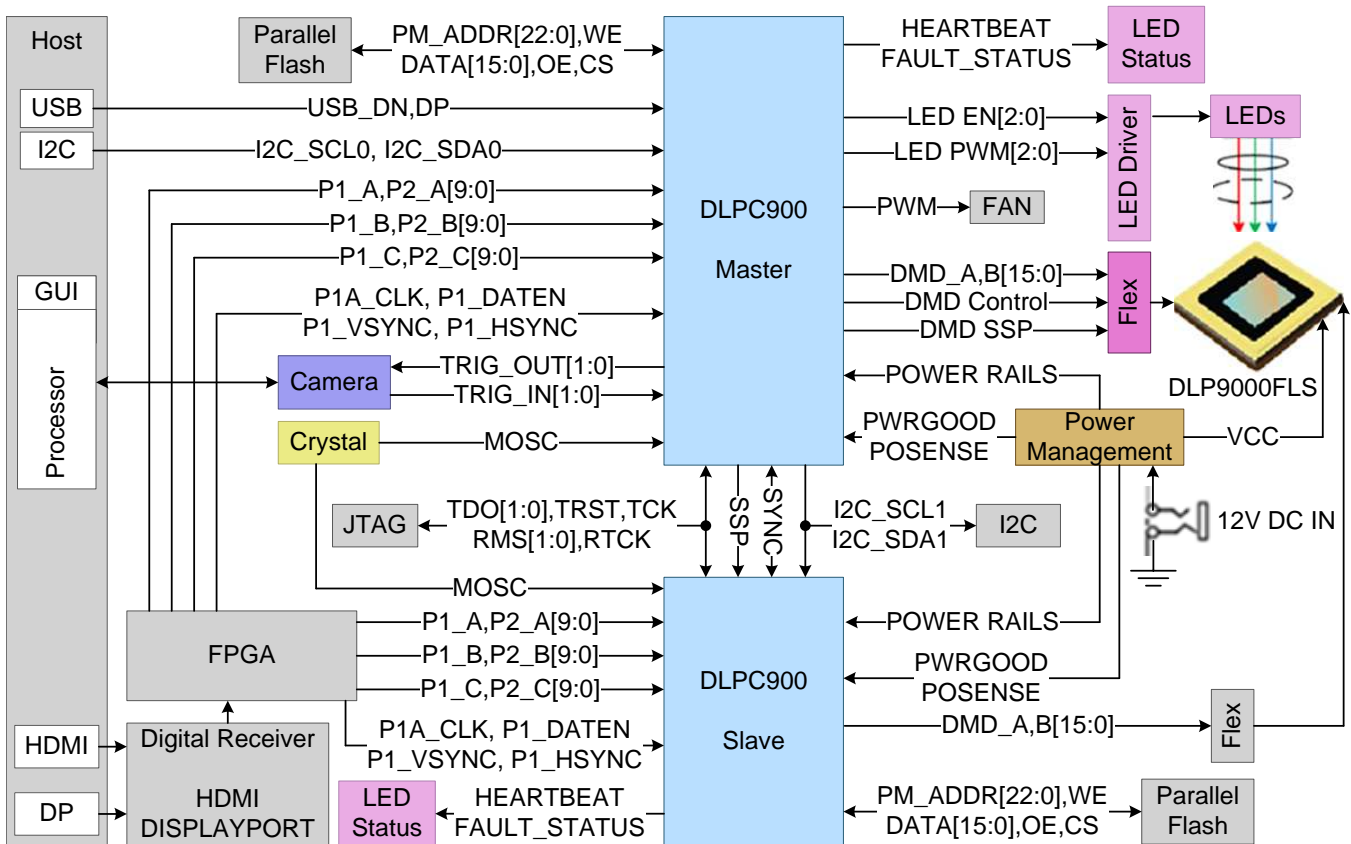 Host
Parallel
Flash
PM_ADDR[22:0],WE
DATA[15:0],OE,CS
USB
USB_DN,DP
I2C
I2C_SCL0, I2C_SDA0
P1_A,P2_A[9:0]
P1_B,P2_B[9:0]
P1_C,P2_C[9:0]
P1A_CLK, P1_DATEN
P1_VSYNC, P1_HSYNC
GUI
Processor
Camera
TRIG_OUT[1:0]
TRIG_IN[1:0]
Crystal
MOSC
DLPC900
Master
HEARTBEAT
FAULT_STATUS
LED
Status
LED EN[2:0]
LED PWM[2:0]
LED Driver
LEDs
PWM
FAN
DMD_A,B[15:0]
DMD Control
DMD SSP
Flex
DLP9000FLS
POWER RAILS
PWRGOOD
POSENSE
Power
Management
VCC
12V DC IN
JTAG
TDO[1:0],TRST,TCK
RMS[1:0],RTCK
SSP
SYNC
I2C_SCL1
I2C_SDA1
I2C
MOSC
FPGA
P1_A,P2_A[9:0]
P1_B,P2_B[9:0]
P1_C,P2_C[9:0]
P1A_CLK, P1_DATEN
P1_VSYNC, P1_HSYNC
DLPC900
Slave
POWER RAILS
PWRGOOD
POSENSE
DMD_A,B[15:0]
Flex
HDMI
DP
Digital Receiver
HDMI
DISPLAYPORT
LED
Status
HEARTBEAT
FAULT_STATUS
PM_ADDR[22:0],WE
DATA[15:0],OE,CS
Parallel
Flash